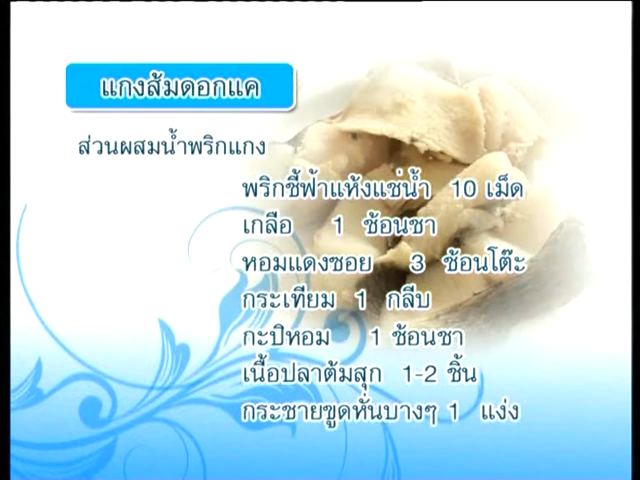 แกงส้มดอกแค
ส่วนผสมน้ำพริกแกง
พริกชี้ฟ้าแห้งแช่น้ำ 10 เม็ด
เกลือ 1 ช้อนชา
หอมแดงซอย 3 ช้อนโต๊ะ
กระเทียม 1 กลีบ
กะปิหอม 1 ช้อนชา
เนื้อปลาต้มสุก 1-2 ชิ้น
กระชายขูดหั่นบางๆ 1 แง่ง